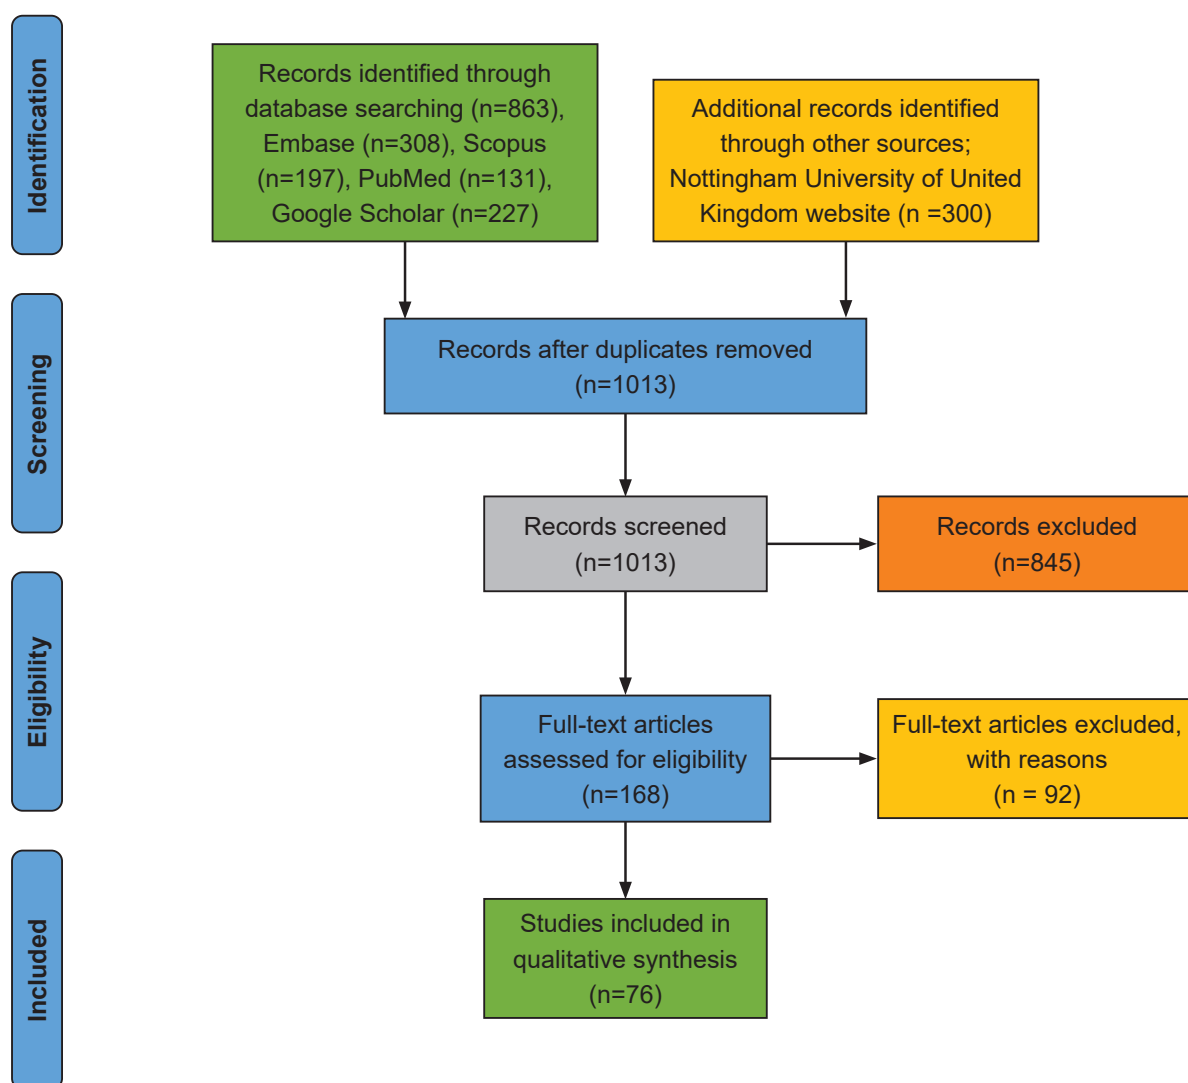 Identification
Records identified through
database searching (n=863),
Embase (n=308), Scopus
(n=197), PubMed (n=131),
Google Scholar (n=227)
Additional records identified
through other sources;
Nottingham University of United
Kingdom website (n =300)
Screening
Records after duplicates removed
(n=1013)
Records screened
(n=1013)
Records excluded
(n=845)
Eligibility
Full-text articles
assessed for eligibility
(n=168)
Full-text articles excluded,
with reasons
(n = 92)
Included
Studies included in
qualitative synthesis
(n=76)